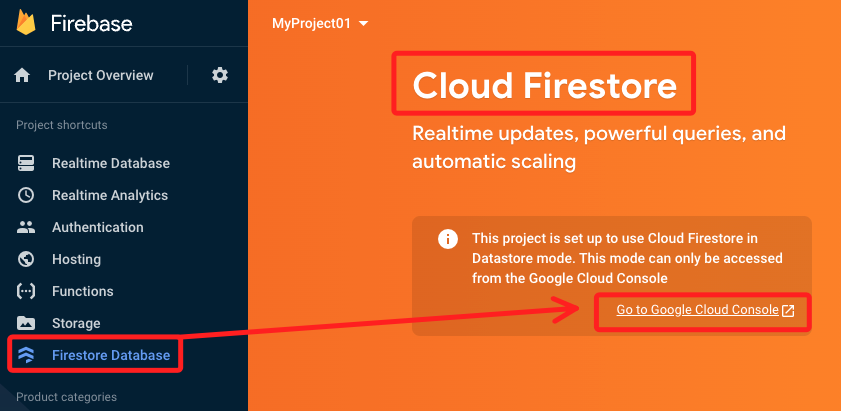 Firebase
MyProject01
Project Overview
Cloud Firestore
Realtime updates, powerful queries, and
automatic scaling
Project shortcuts
Realtime Database
Realtime Analytics
Authentication
Hosting
Functions
Storage
Firestore Database
Product categories
This project is set up to use Cloud Firestore in
Datastore mode. This mode can only be accessed
from the Google Cloud Console
Go to Google Cloud Console